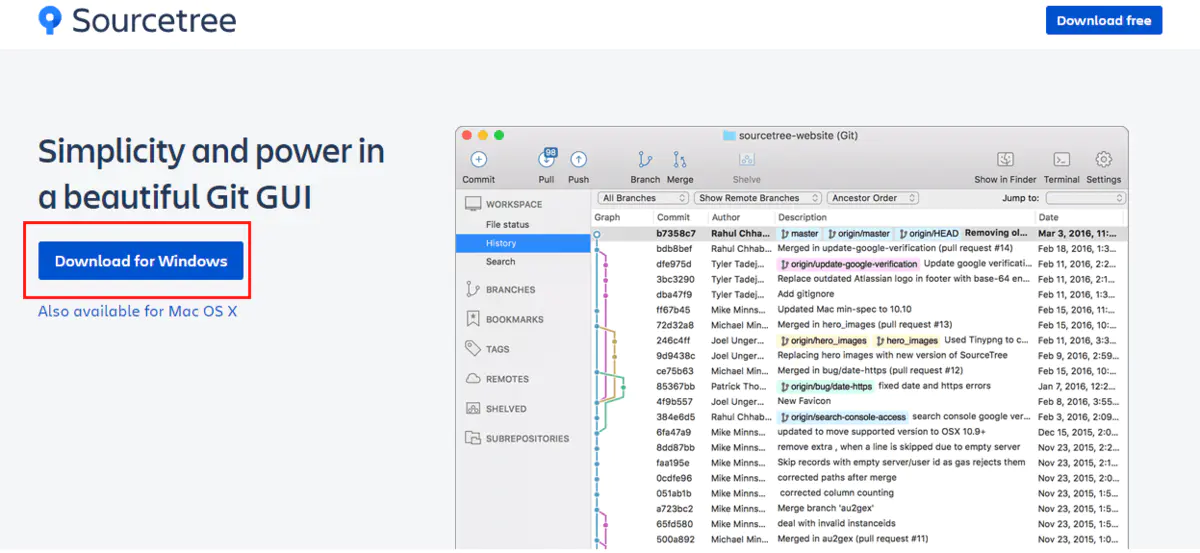 Sourcetree
Download free
Simplicity and power in
a beautiful Git GUI
Download for Windows
Also available for Mac OS X
sourcetree-website (Git)
98
Commit Pull Push Branch Merge Shelve Show in Finder Terminal Settings
All Branches Show Remote Branches Ancestor Order Jump to:
WORKSPACE
File status
History
Search
BRANCHES
BOOKMARKS
TAGS
REMOTES
SHELVED
SUBREPOSITORIES
Graph Commit Author Description Date
b7358c7 Rahul Chhab... master origin/master origin/HEAD Removing ol... Mar 3, 2016, 11:...
bdb8bef Rahul Chhab... Merged in update-google-verification (pull request #14) Feb 18, 2016, 1:3...
dfe975d Tyler Tadej... origin/update-google-verification Update google verificati... Feb 11, 2016, 2:2...
3bc3290 Tyler Tadej... Replace outdated Atlassian logo in footer with base-64 en... Feb 11, 2016, 2:1...
dba47f9 Tyler Tadej... Add gitignore Feb 11, 2016, 1:3...
ff67b45 Mike Minns... Updated Mac min-spec to 10.10 Feb 15, 2016, 11:...
72d32a8 Michael Min... Merged in hero_images (pull request #13) Feb 15, 2016, 10:...
246c4ff Joel Unger... origin/hero_images hero_images Used Tinypng to c... Feb 11, 2016, 3:3...
9d9438c Joel Unger... Replacing hero images with new version of SourceTree Feb 9, 2016, 2:59...
ce75b63 Michael Min... Merged in bug/date-https (pull request #12) Feb 15, 2016, 10:...
85367bb Patrick Tho... origin/bug/date-https fixed date and https errors Jan 7, 2016, 12:2...
4f9b557 Joel Unger... New Favicon Feb 8, 2016, 3:55...
384e6d5 Rahul Chhab... origin/search-console-access search console google ver... Feb 3, 2016, 2:09...
6fa47a9 Mike Minns... updated to move supported version to OSX 10.9+ Dec 15, 2015, 2:0...
8dd87bb Mike Minns... remove extra , when a line is skipped due to empty server Nov 23, 2015, 2:2...
faa195e Mike Minns... Skip records with empty server/user id as gas rejects them Nov 23, 2015, 2:1...
0cdfe96 Mike Minns... corrected paths after merge Nov 23, 2015, 2:0...
051ab1b Mike Minns... corrected column counting Nov 23, 2015, 1:5...
a723bc2 Mike Minns... Merge branch 'au2gex' Nov 23, 2015, 1:5...
65fd580 Mike Minns... deal with invalid instanceids Nov 23, 2015, 1:5...
500a892 Michael Min... Merged in au2gex (pull request #11) Nov 23, 2015, 1:0...